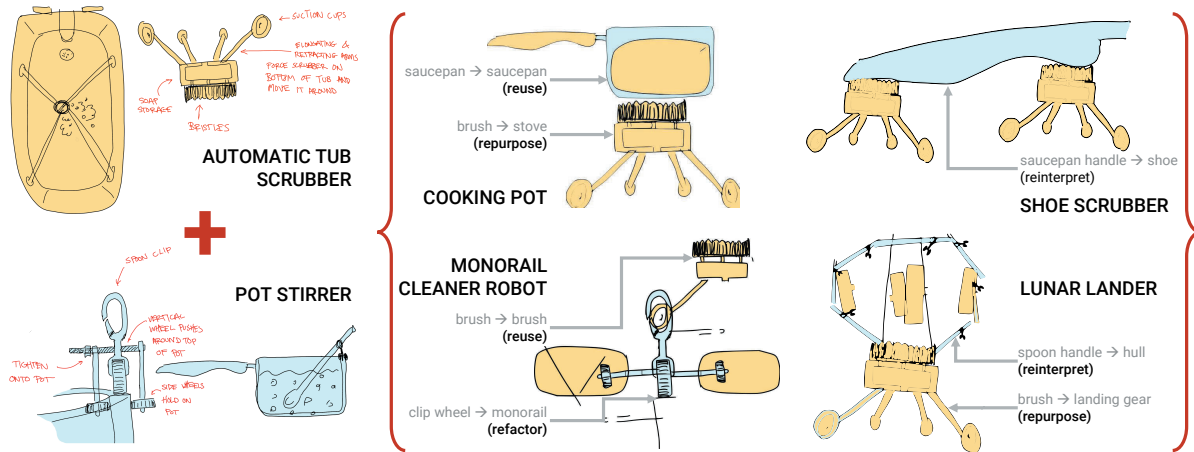 SUCTION CUPS
ELONGATING &
RETRACTING ARMS
FORCE SCRUBBER ON
BOTTOM OF TUB AND
MOVE IT AROUND
SOAP
STORAGE
BRISTLES
AUTOMATIC TUB
SCRUBBER
SPOON CLIP
POT STIRRER
VERTICAL
WHEEL PUSHES
AROUND TOP
OF POT
TIGHTEN
ONTO POT
SIDE WHEELS
HOLD ON
POT
saucepan → saucepan
(reuse)
brush → stove
(repurpose)
COOKING POT
MONORAIL
CLEANER ROBOT
brush → brush
(reuse)
clip wheel → monorail
(refactor)
saucepan handle → shoe
(reinterpret)
SHOE SCRUBBER
LUNAR LANDER
spoon handle → hull
(reinterpret)
brush → landing gear
(repurpose)